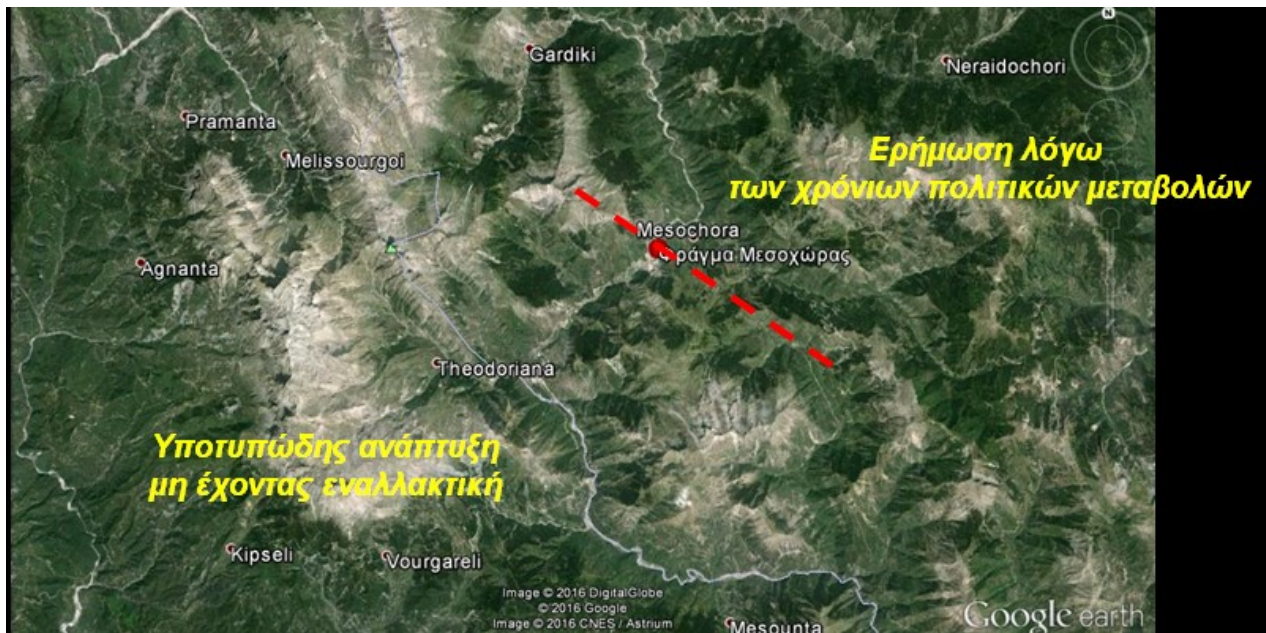 N
Gardiki
Neraidochori
Pramanta
Ερήμωση λόγω
των χρόνιων πολιτικών μεταβολών
Melissourgoi
Mesochora
Φράγμα Μεσοχώρας
Agnanta
Theodoriana
Υποτυπώδης ανάπτυξη
μη έχοντας εναλλακτική
Kipseli
Vourgareli
Image © 2016 DigitalGlobe
© 2016 Google
Image © 2016 CNES / Astrium
Google earth
Mesounta